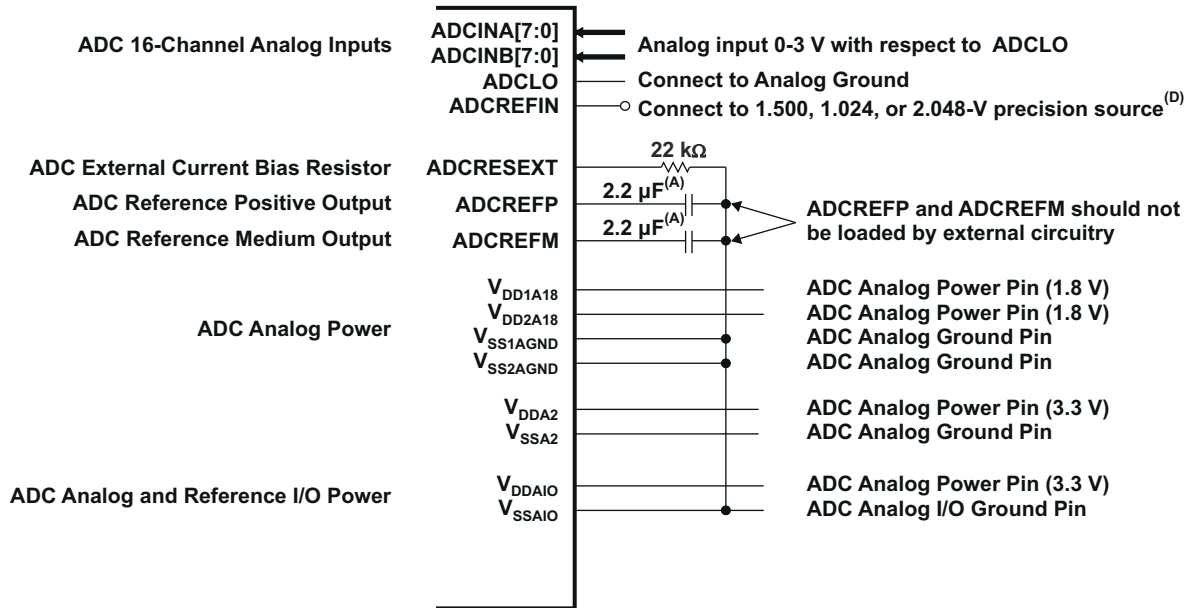 ADC 16-Channel Analog Inputs
ADCINA[7:0]
ADCINB[7:0]
Analog input 0-3 V with respect to ADCLO
ADCLO
Connect to Analog Ground
ADCREFIN
Connect to 1.500, 1.024, or 2.048-V precision source(D)
ADC External Current Bias Resistor
ADCRESEXT
22 kΩ
ADC Reference Positive Output
ADCREFP
2.2 µF(A)
ADC Reference Medium Output
ADCREFM
2.2 µF(A)
ADCREFP and ADCREFM should not
be loaded by external circuitry
ADC Analog Power
VDD1A18
ADC Analog Power Pin (1.8 V)
VDD2A18
ADC Analog Power Pin (1.8 V)
VSS1AGND
ADC Analog Ground Pin
VSS2AGND
ADC Analog Ground Pin
VDDA2
ADC Analog Power Pin (3.3 V)
VSSA2
ADC Analog Ground Pin
ADC Analog and Reference I/O Power
VDDAIO
ADC Analog Power Pin (3.3 V)
VSSAIO
ADC Analog I/O Ground Pin